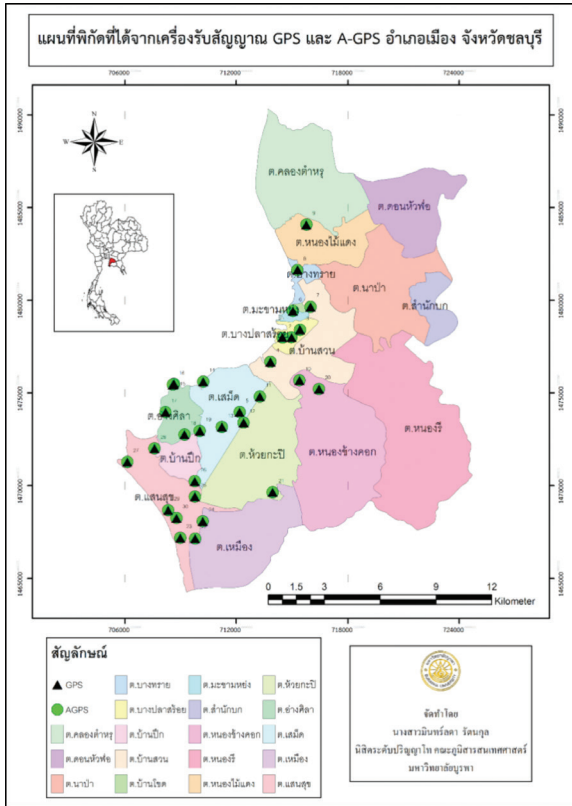 แผนที่พิกัดที่ได้จากเครื่องรับสัญญาณ GPS และ A-GPS อำเภอเมือง จังหวัดชลบุรี
706000 712000 718000 724000
N
W E
S
1490000 1490000
ต.คลองตำหรุ
ต.ดอนหัวฬ่อ
1485000 1485000
ต.หนองไม้แดง
ต.บางทราย
ต.นาป่า
1480000 1480000
ต.สำนักบก
ต.มะขามหย่ง
ต.บางปลาสร้อย
ต.บ้านสวน
1475000 1475000
ต.เสม็ด
ต.อ่างศิลา
ต.หนองรี
ต.ห้วยกะปิ
ต.หนองข้างคอก
ต.บ้านปึก
1470000 1470000
ต.แสนสุข
ต.เหมือง
1465000 1465000
0 1.5 3 6 9 12
Kilometer
706000 712000 718000 724000
สัญลักษณ์
GPS ต.บางทราย ต.มะขามหย่ง ต.ห้วยกะปิ
AGPS ต.บางปลาสร้อย ต.สำนักบก ต.อ่างศิลา
ต.คลองตำหรุ ต.บ้านปึก ต.หนองข้างคอก ต.เสม็ด
ต.ดอนหัวฬ่อ ต.บ้านสวน ต.หนองรี ต.เหมือง
ต.นาป่า ต.บ้านโขด ต.หนองไม้แดง ต.แสนสุข
จัดทำโดย
นางสาวมินทร์ลดา รัตนกูล
นิสิตระดับปริญญาโท คณะภูมิสารสนเทศศาสตร์
มหาวิทยาลัยบูรพา